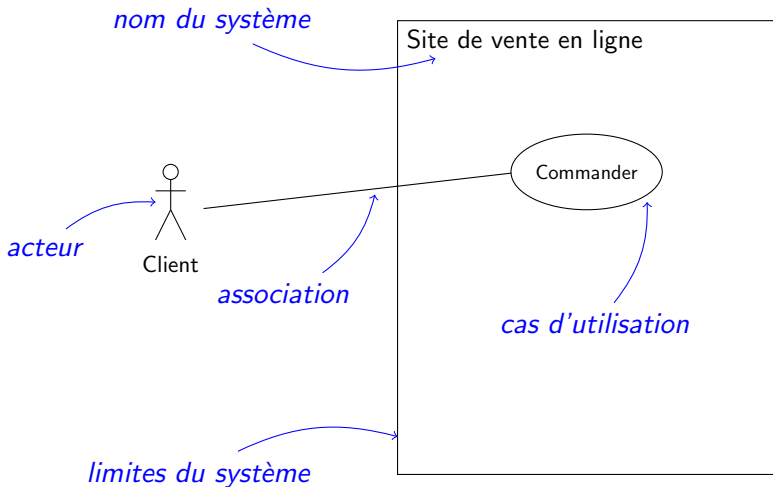 nom du système
Site de vente en ligne
Commander
acteur
Client
association
cas d'utilisation
limites du système